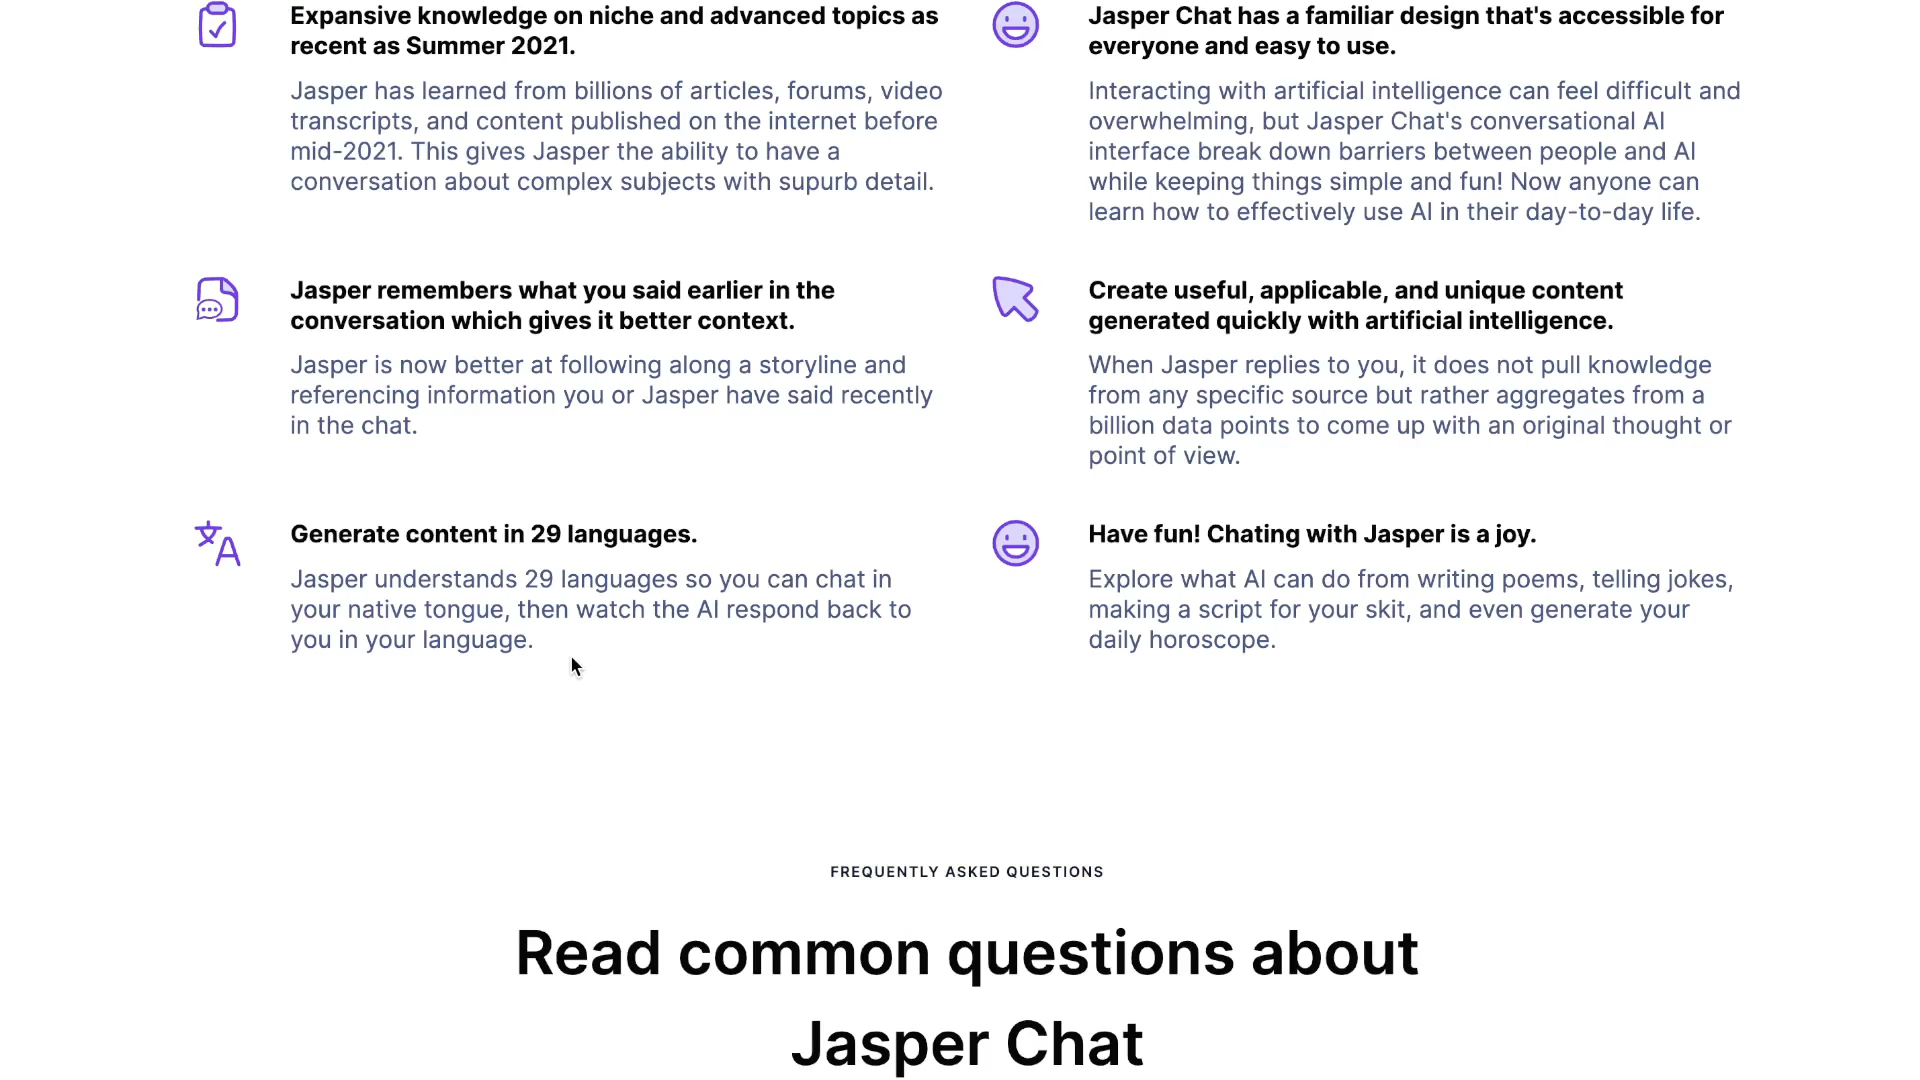 Expansive knowledge on niche and advanced topics as
recent as Summer 2021.
Jasper has learned from billions of articles, forums, video
transcripts, and content published on the internet before
mid-2021. This gives Jasper the ability to have a
conversation about complex subjects with supurb detail.
Jasper Chat has a familiar design that's accessible for
everyone and easy to use.
Interacting with artificial intelligence can feel difficult and
overwhelming, but Jasper Chat's conversational AI
interface break down barriers between people and AI
while keeping things simple and fun! Now anyone can
learn how to effectively use AI in their day-to-day life.
Jasper remembers what you said earlier in the
conversation which gives it better context.
Jasper is now better at following along a storyline and
referencing information you or Jasper have said recently
in the chat.
Create useful, applicable, and unique content
generated quickly with artificial intelligence.
When Jasper replies to you, it does not pull knowledge
from any specific source but rather aggregates from a
billion data points to come up with an original thought or
point of view.
Generate content in 29 languages.
Jasper understands 29 languages so you can chat in
your native tongue, then watch the AI respond back to
you in your language.
Have fun! Chating with Jasper is a joy.
Explore what AI can do from writing poems, telling jokes,
making a script for your skit, and even generate your
daily horoscope.
FREQUENTLY ASKED QUESTIONS
Read common questions about
Jasper Chat